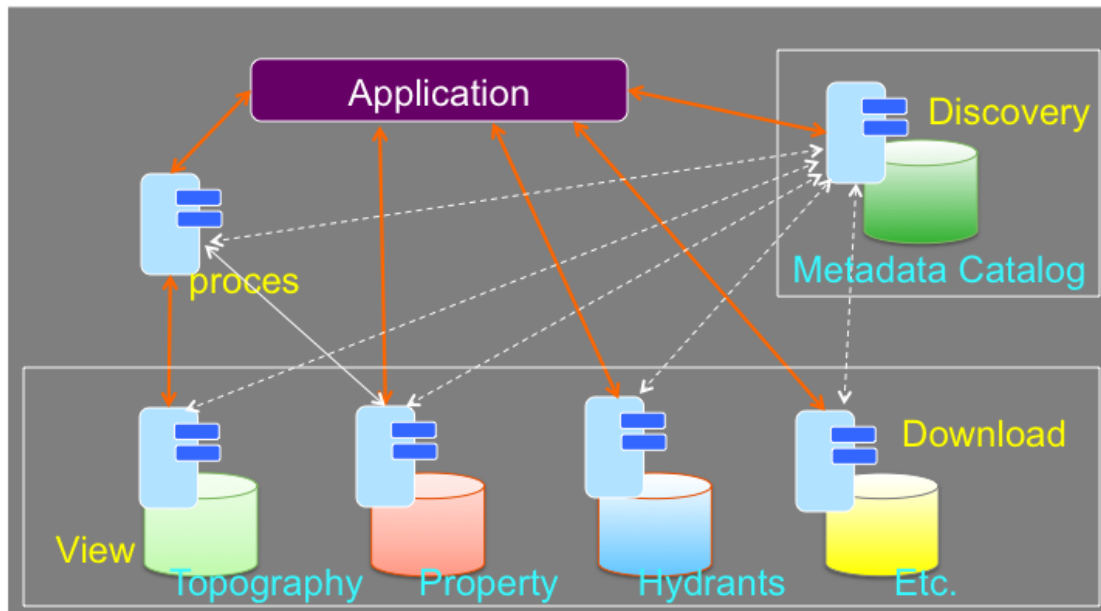 Application
Discovery
Metadata Catalog
proces
Download
View
Topography
Property
Hydrants
Etc.